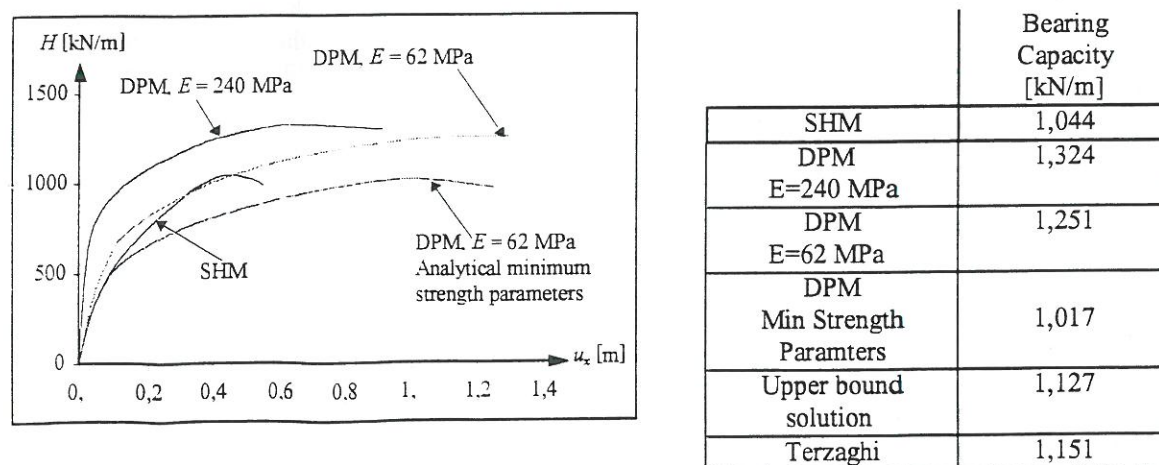 H [kN/m]
DPM, E = 62 MPa
DPM, E = 240 MPa
1500
1000
500
0
SHM
DPM, E = 62 MPa
Analytical minimum
strength parameters
uₓ [m]
0, 0,2 0,4 0,6 0,8 1, 1,2 1,4
Bearing
Capacity
[kN/m]
SHM 1,044
DPM 1,324
E=240 MPa
DPM 1,251
E=62 MPa
DPM
Min Strength 1,017
Paramters
Upper bound 1,127
solution
Terzaghi 1,151